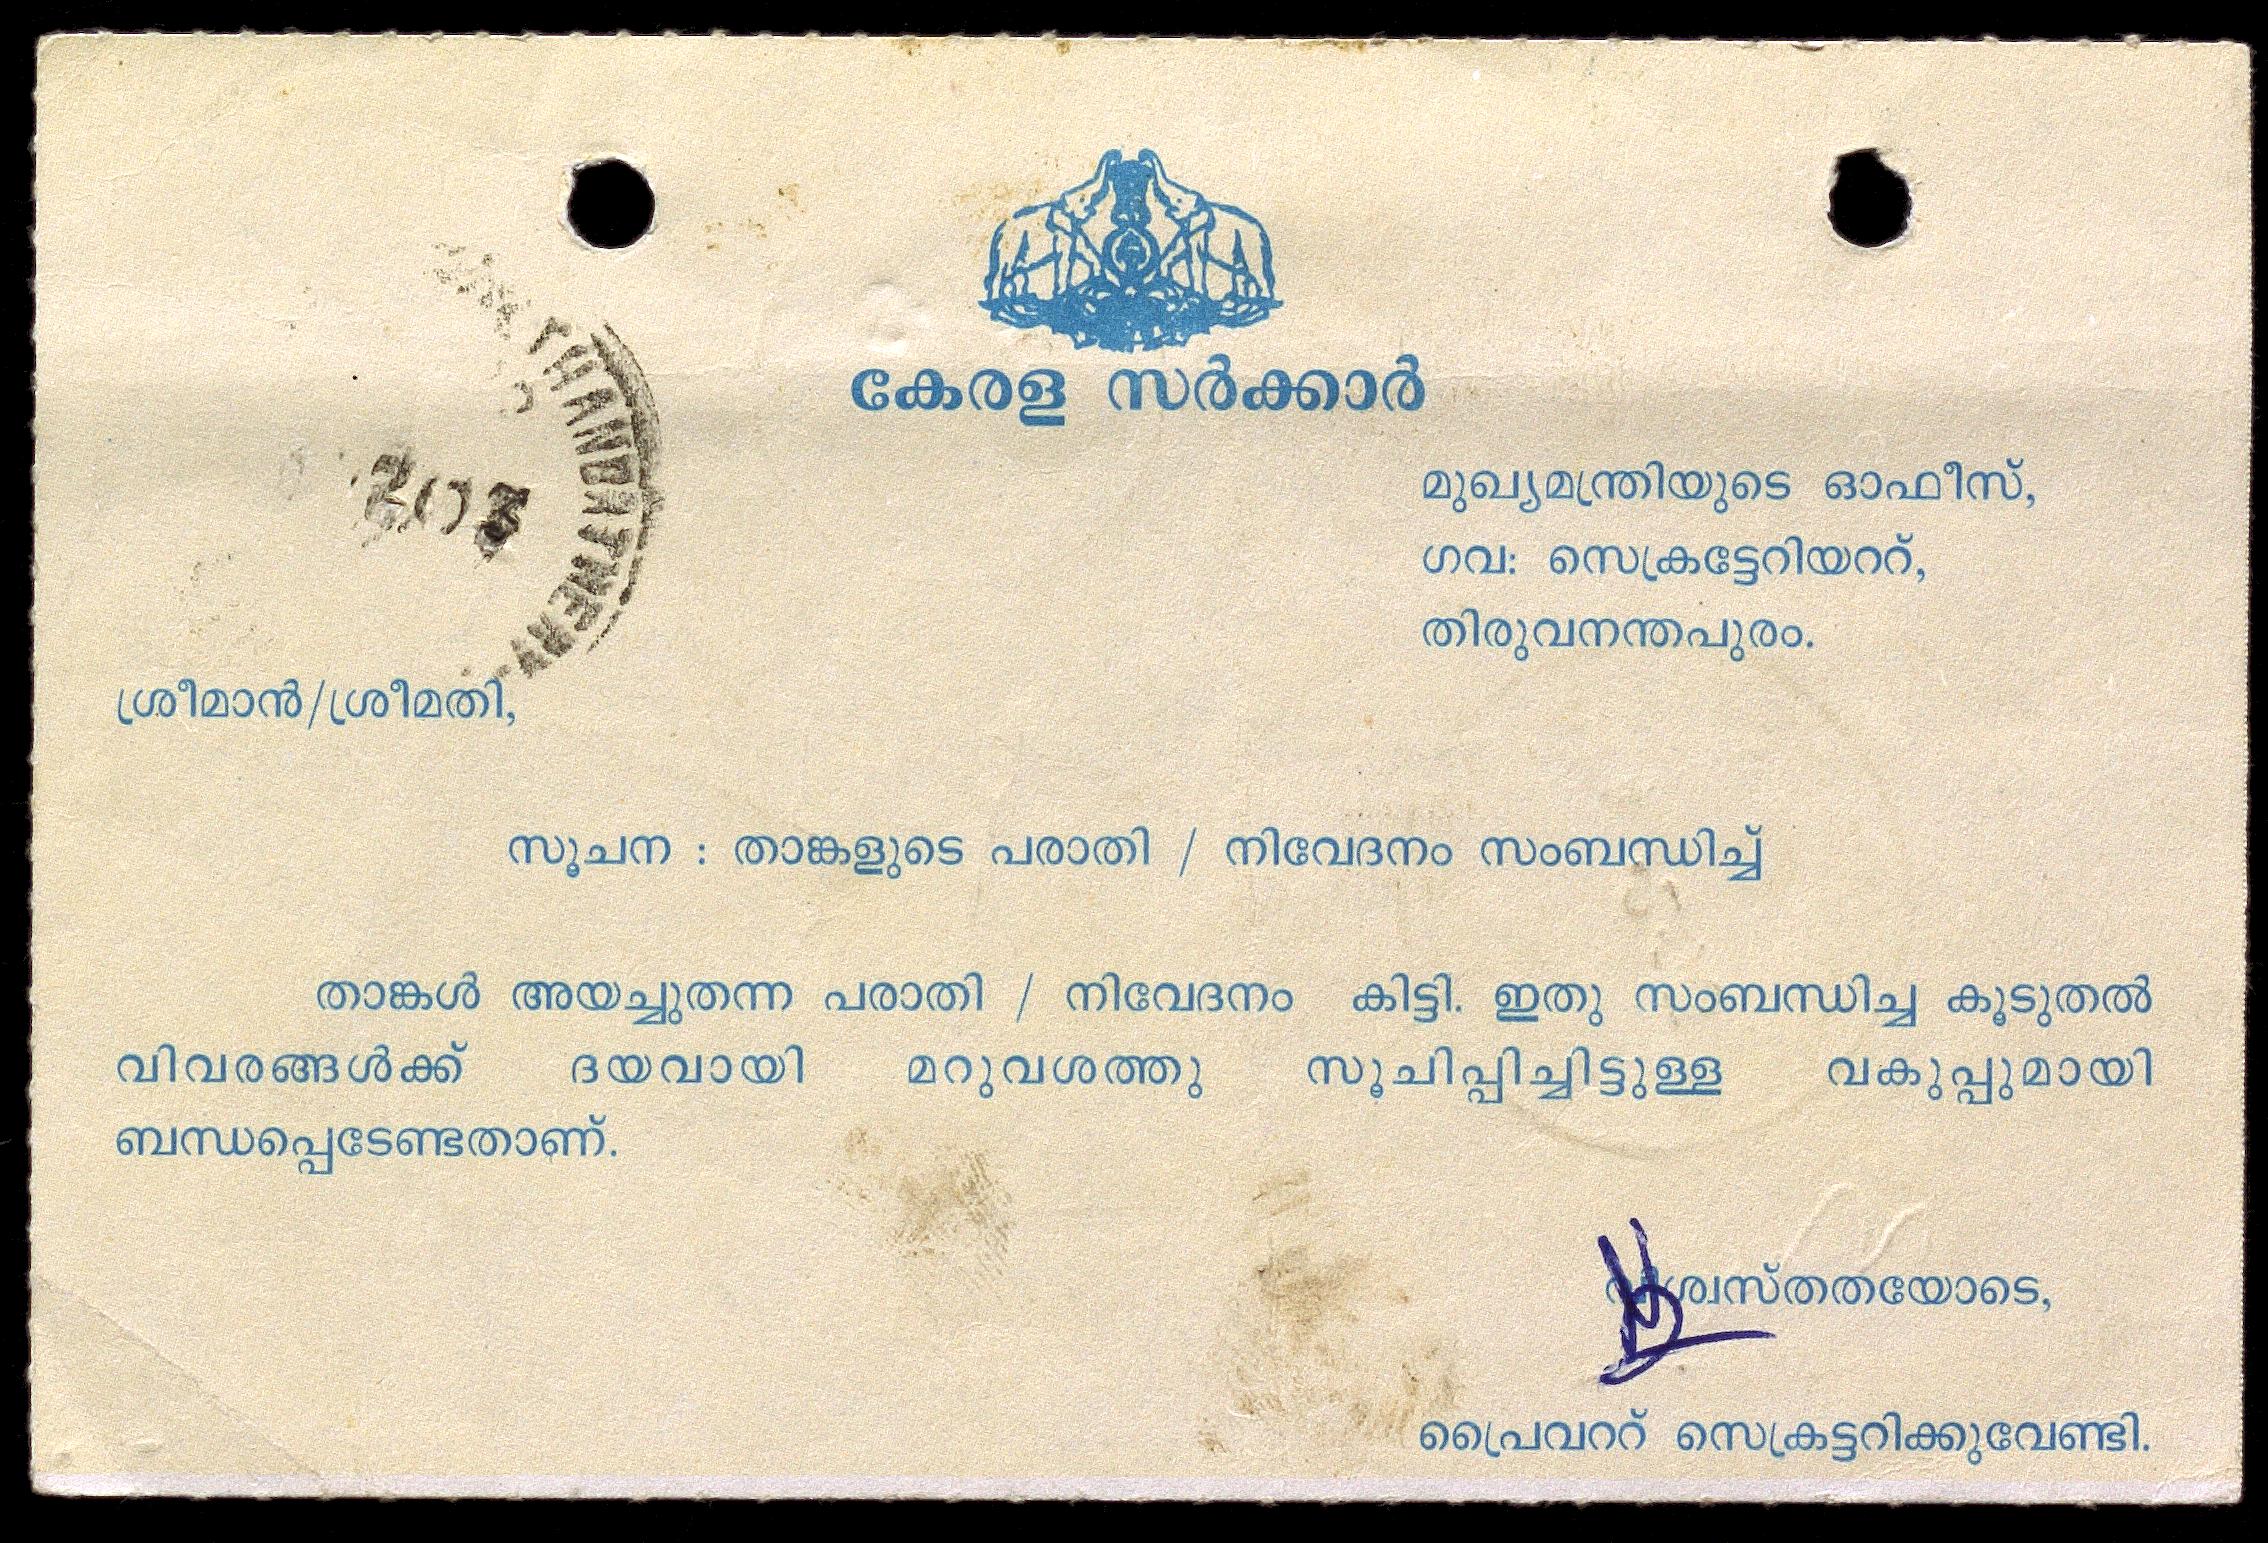 കേരള സർക്കാർ
മുഖ്യമന്ത്രിയുടെ ഓഫീസ്,
ഗവ: സെക്രട്ടേറിയററ്,
തിരുവനന്തപുരം.
ശ്രീമാൻ/ശ്രീമതി,
സൂചന : താങ്കളുടെ പരാതി / നിവേദനം സംബന്ധിച്ച്
താങ്കൾ അയച്ചുതന്ന പരാതി / നിവേദനം കിട്ടി. ഇതു സംബന്ധിച്ച കൂടുതൽ
വിവരങ്ങൾക്ക് ദയവായി മറുവശത്തു സൂചിപ്പിച്ചിട്ടുള്ള വകുപ്പുമായി
ബന്ധപ്പെടേണ്ടതാണ്.
വിശ്വസ്തതയോടെ,
പ്രൈവററ് സെക്രട്ടറിക്കുവേണ്ടി.